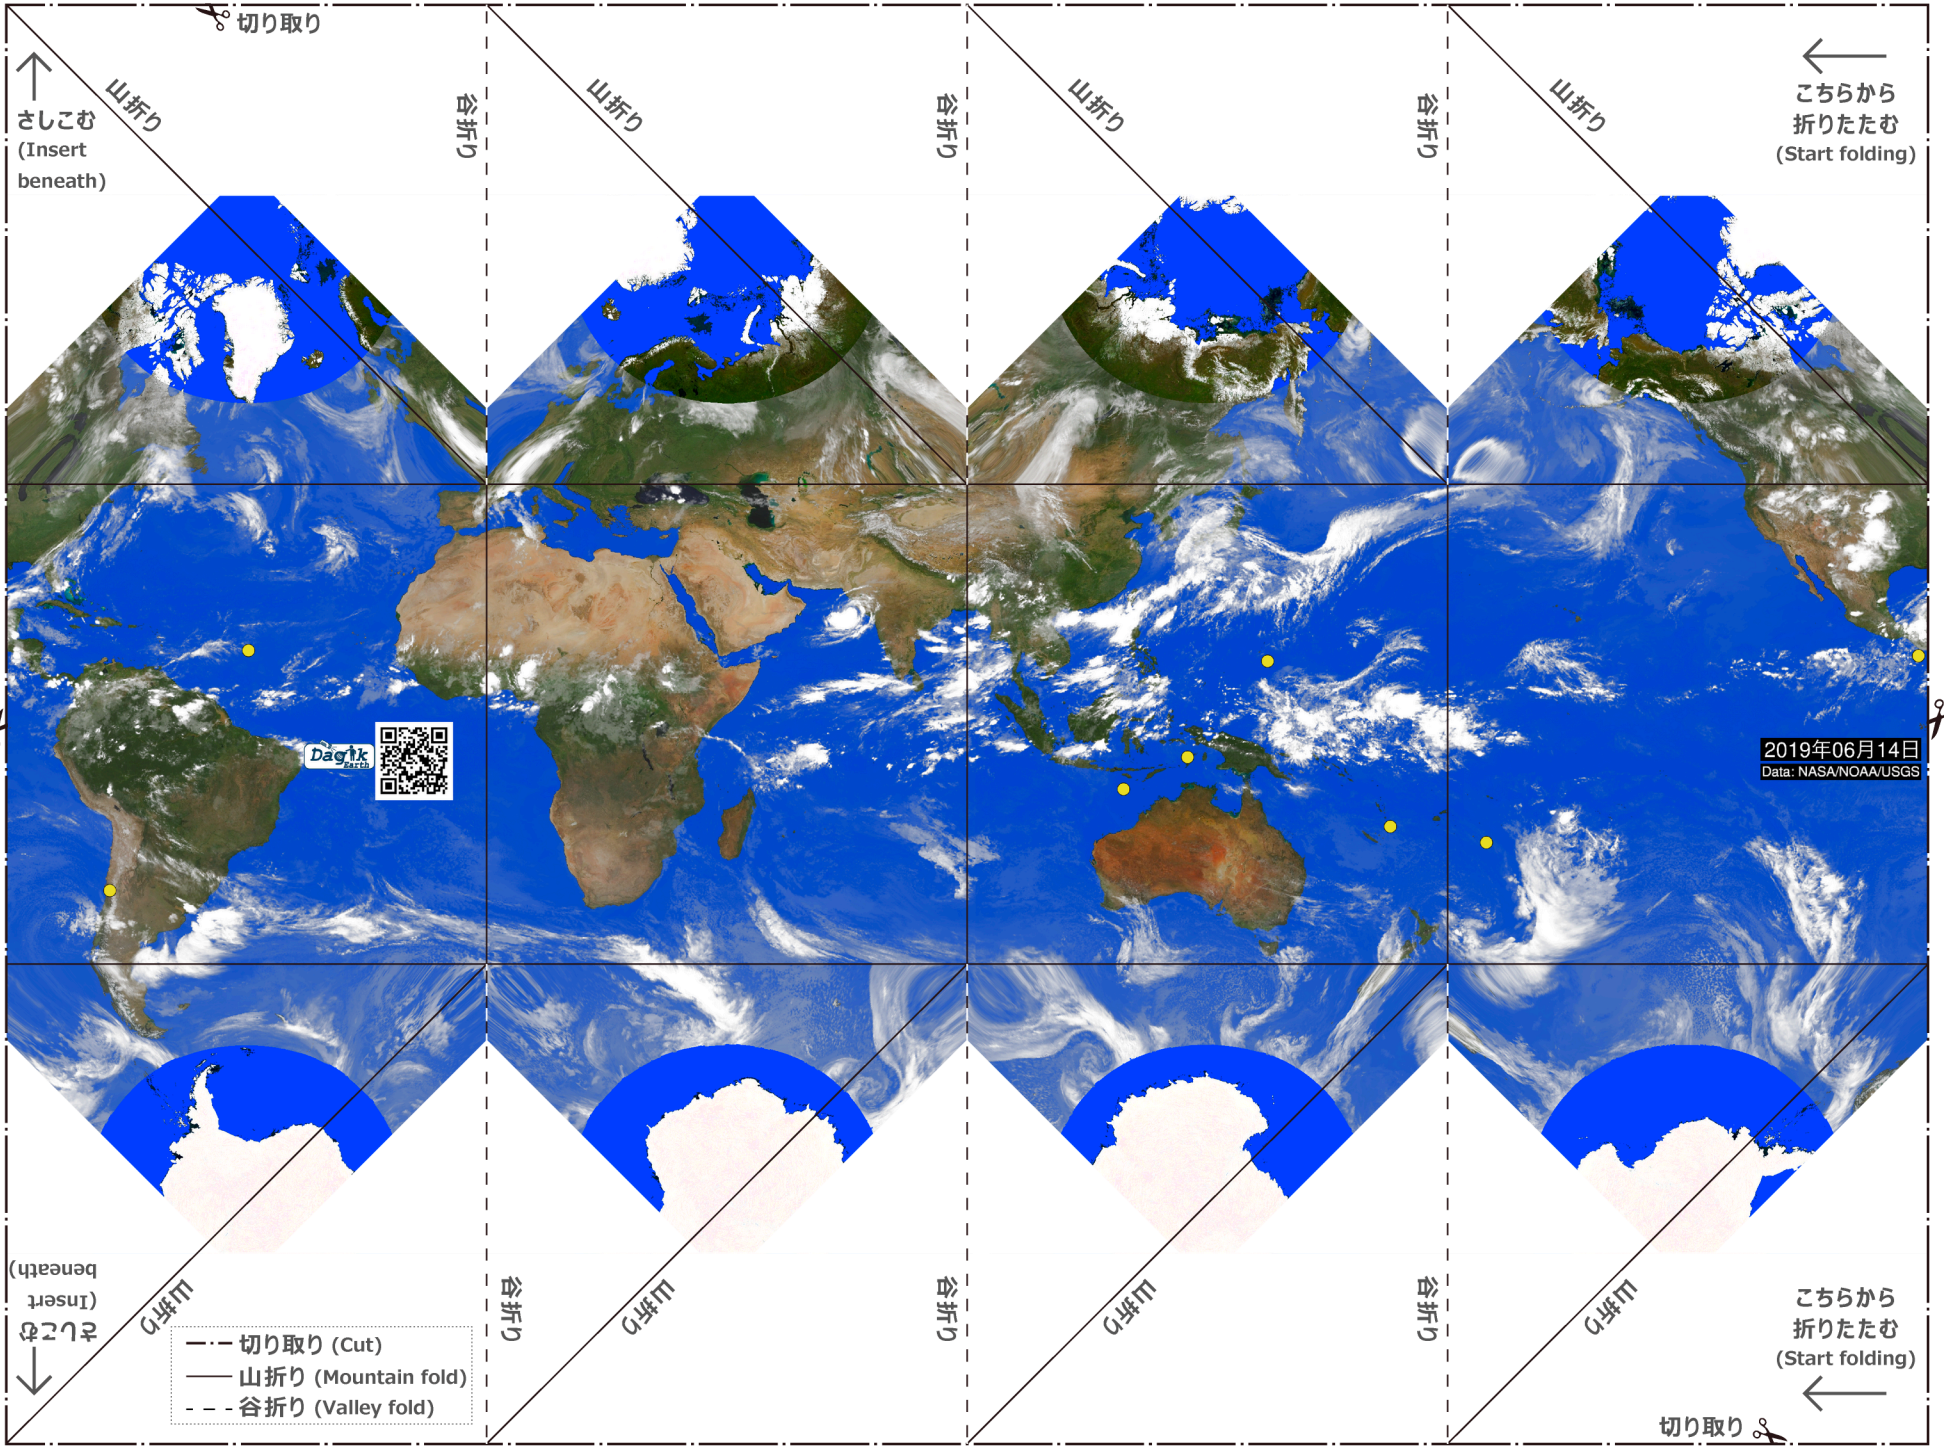 切り取り
山折り
谷折り
山折り
谷折り
山折り
谷折り
山折り
さしこむ
(Insert
beneath)
こちらから
折りたたむ
(Start folding)
Dagik
Earth
2019年06月14日
Data: NASA/NOAA/USGS
さしこむ
(Insert
beneath)
山折り
谷折り
山折り
谷折り
山折り
谷折り
山折り
こちらから
折りたたむ
(Start folding)
切り取り (Cut)
山折り (Mountain fold)
谷折り (Valley fold)
切り取り